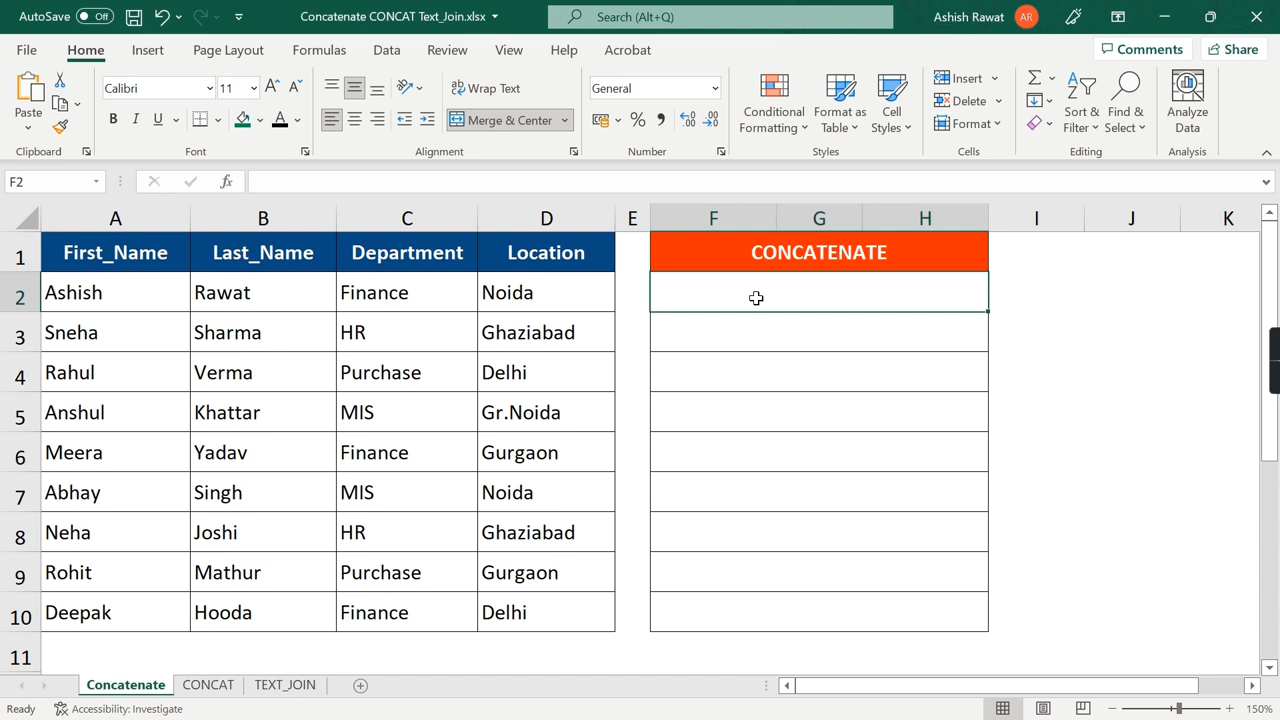 AutoSave Off Concatenate CONCAT Text_Join.xlsx Search (Alt+Q) Ashish Rawat AR
File Home Insert Page Layout Formulas Data Review View Help Acrobat Comments Share
Calibri 11 Wrap Text General Insert
Paste B I U A Merge & Center % Conditional Formatting Format as Table Cell Styles Delete Sort & Filter Find & Select Analyze Data
Format
Clipboard Font Alignment Number Styles Cells Editing Analysis
F2 fx
A B C D E F G H I J K
1 First_Name Last_Name Department Location CONCATENATE
2 Ashish Rawat Finance Noida
3 Sneha Sharma HR Ghaziabad
4 Rahul Verma Purchase Delhi
5 Anshul Khattar MIS Gr.Noida
6 Meera Yadav Finance Gurgaon
7 Abhay Singh MIS Noida
8 Neha Joshi HR Ghaziabad
9 Rohit Mathur Purchase Gurgaon
10 Deepak Hooda Finance Delhi
11
Concatenate CONCAT TEXT_JOIN
Ready Accessibility: Investigate 150%